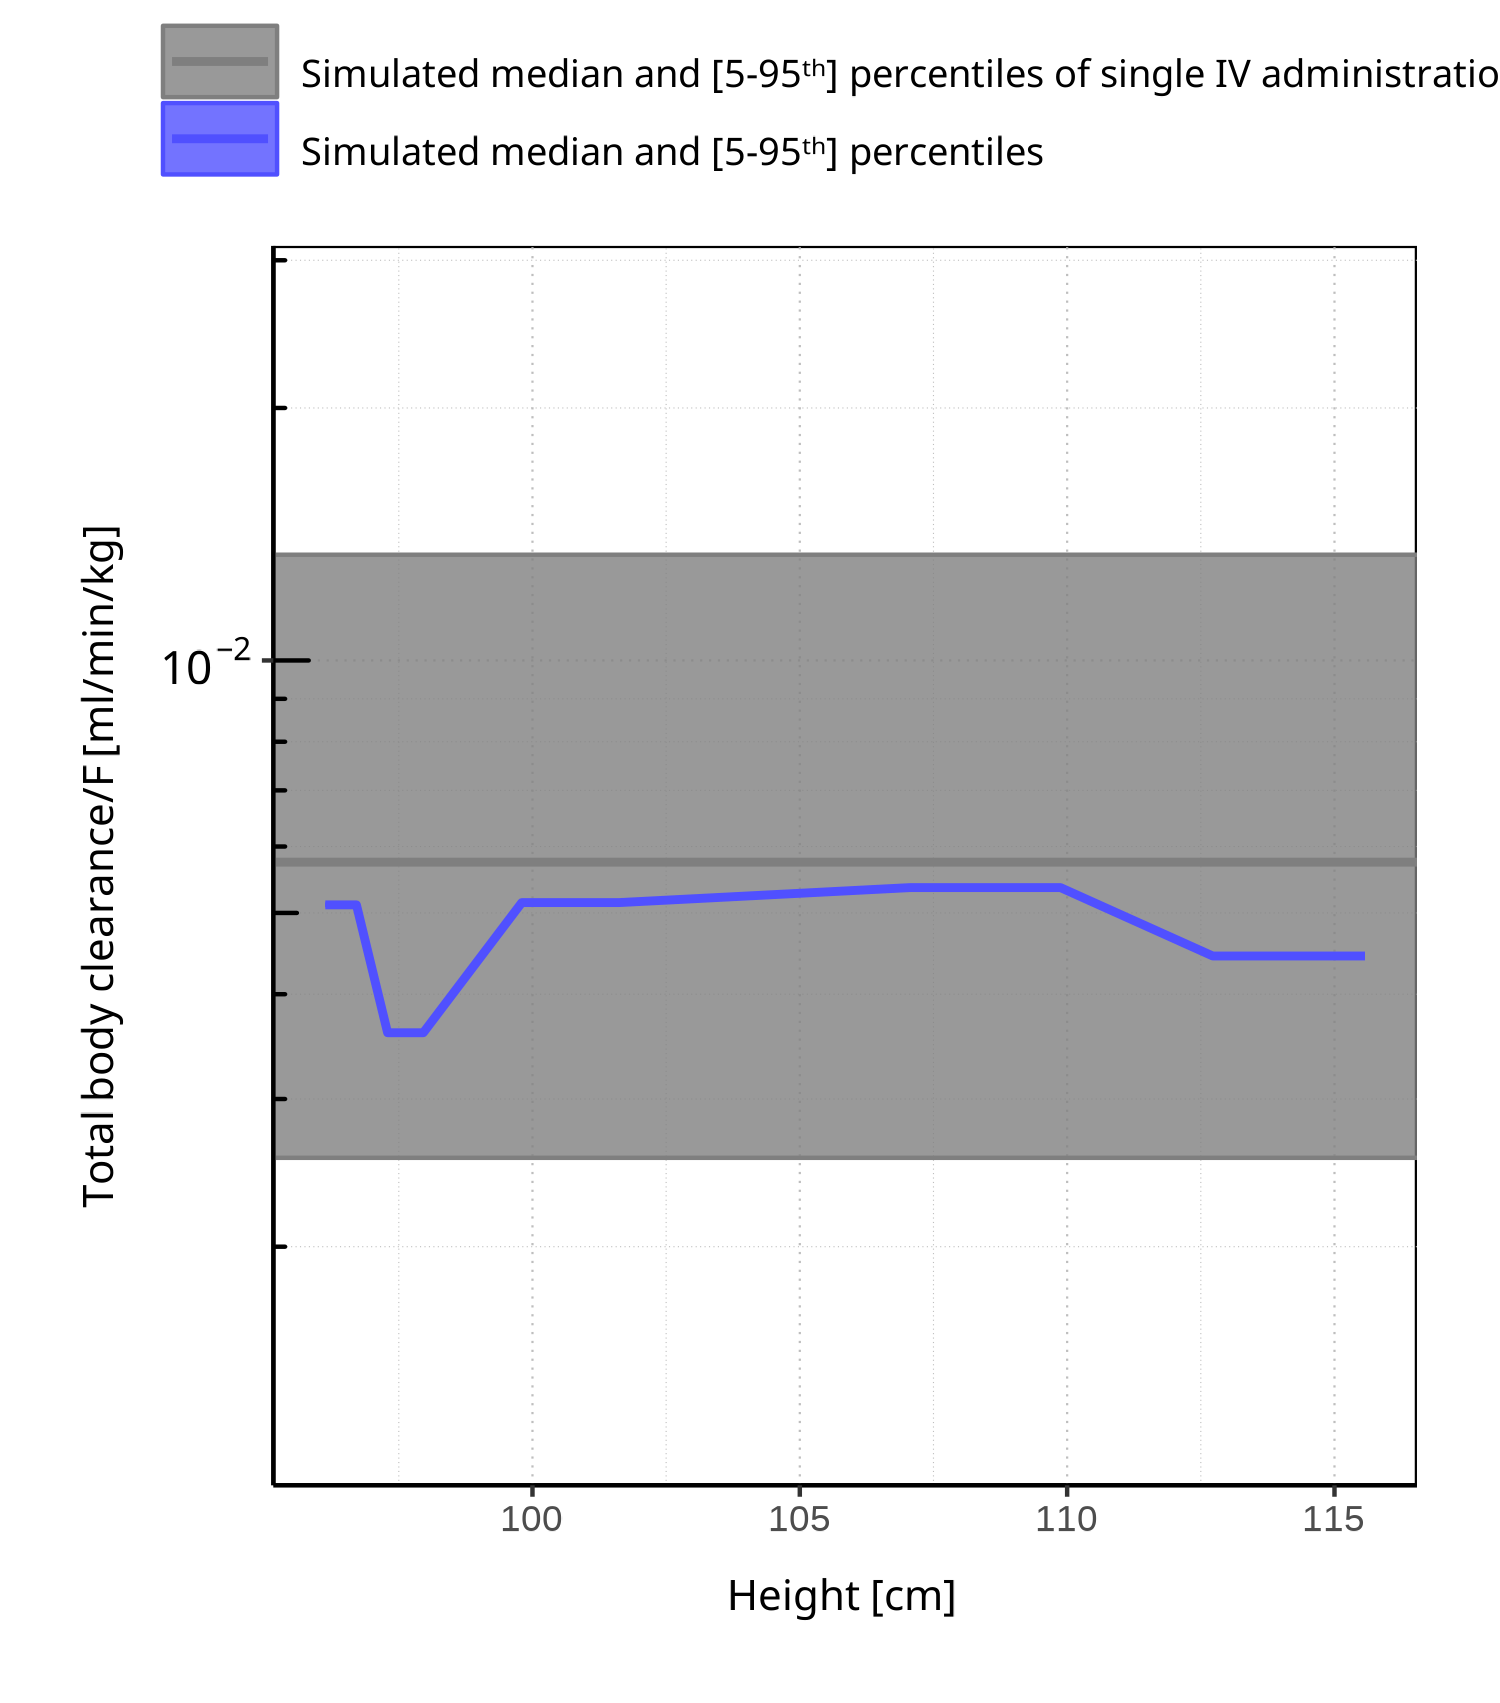 Simulated median and [5-95ᵗʰ] percentiles of single IV administratio
Simulated median and [5-95ᵗʰ] percentiles
Total body clearance/F [ml/min/kg]
10⁻²
100 105 110 115
Height [cm]